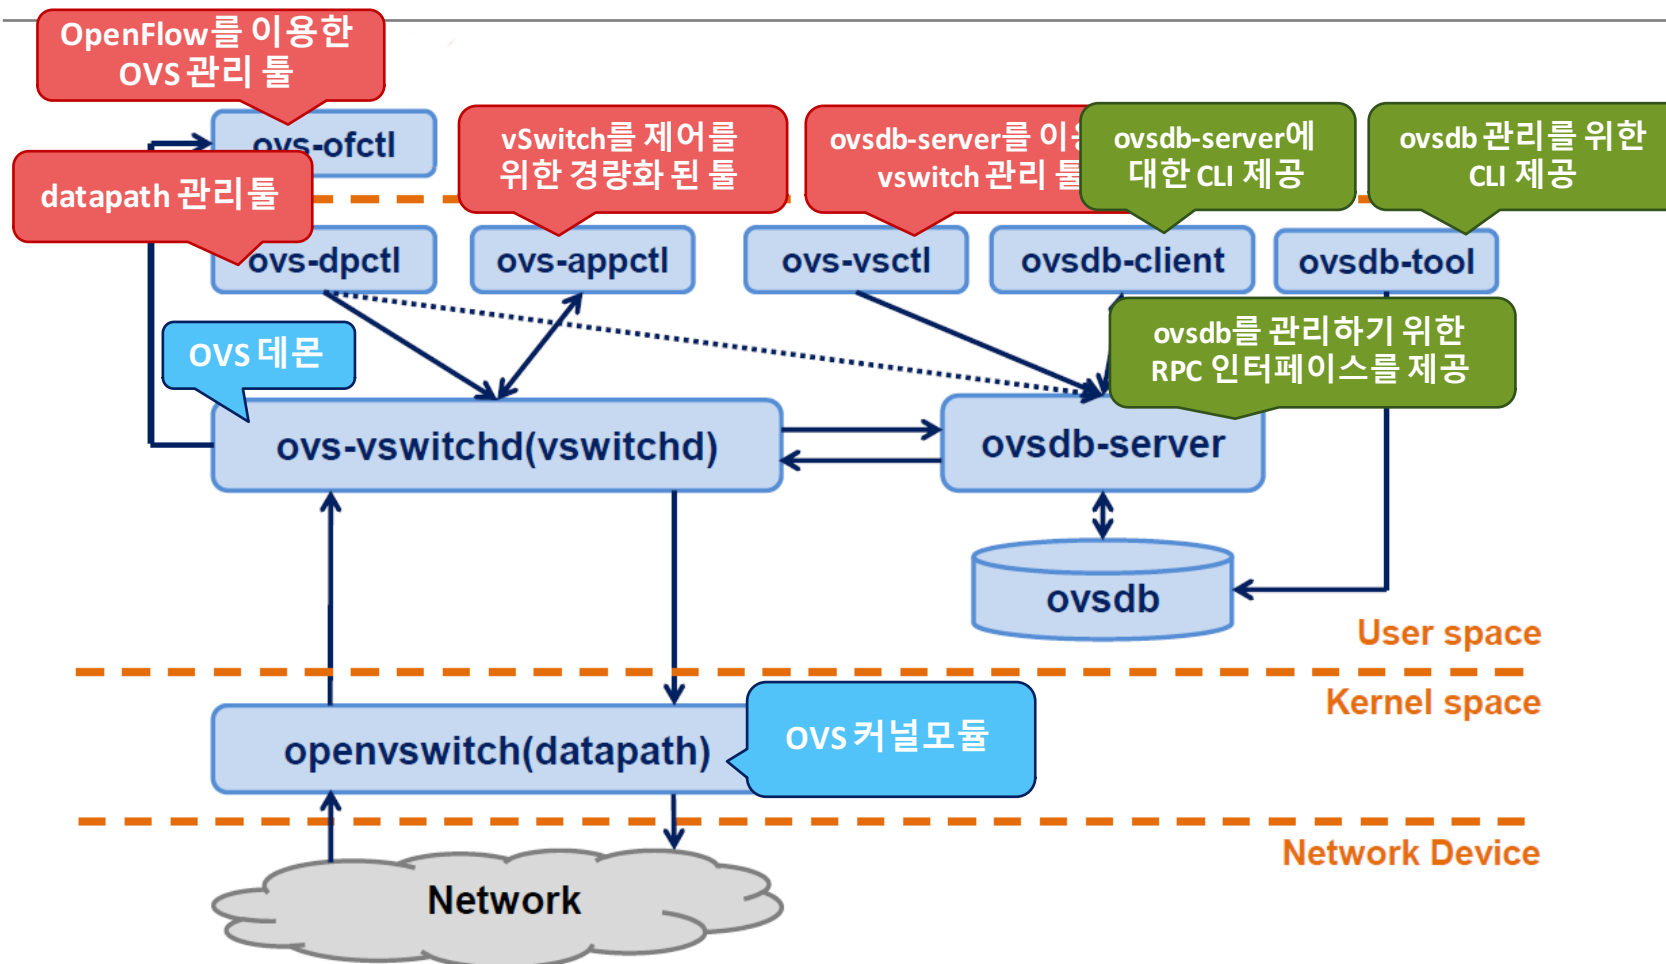 OpenFlow를 이용한
OVS 관리 툴
ovs-ofctl
datapath 관리툴
vSwitch를 제어를
위한 경량화 된 툴
ovsdb-server를
vswitch 관리 툴
ovsdb-server에
대한 CLI 제공
ovsdb 관리를 위한
CLI 제공
ovs-dpctl
ovs-appctl
ovs-vsctl
ovsdb-client
ovsdb-tool
OVS 데몬
ovsdb를 관리하기 위한
RPC 인터페이스를 제공
ovs-vswitchd(vswitchd)
ovsdb-server
ovsdb
User space
Kernel space
openvswitch(datapath)
OVS 커널모듈
Network Device
Network